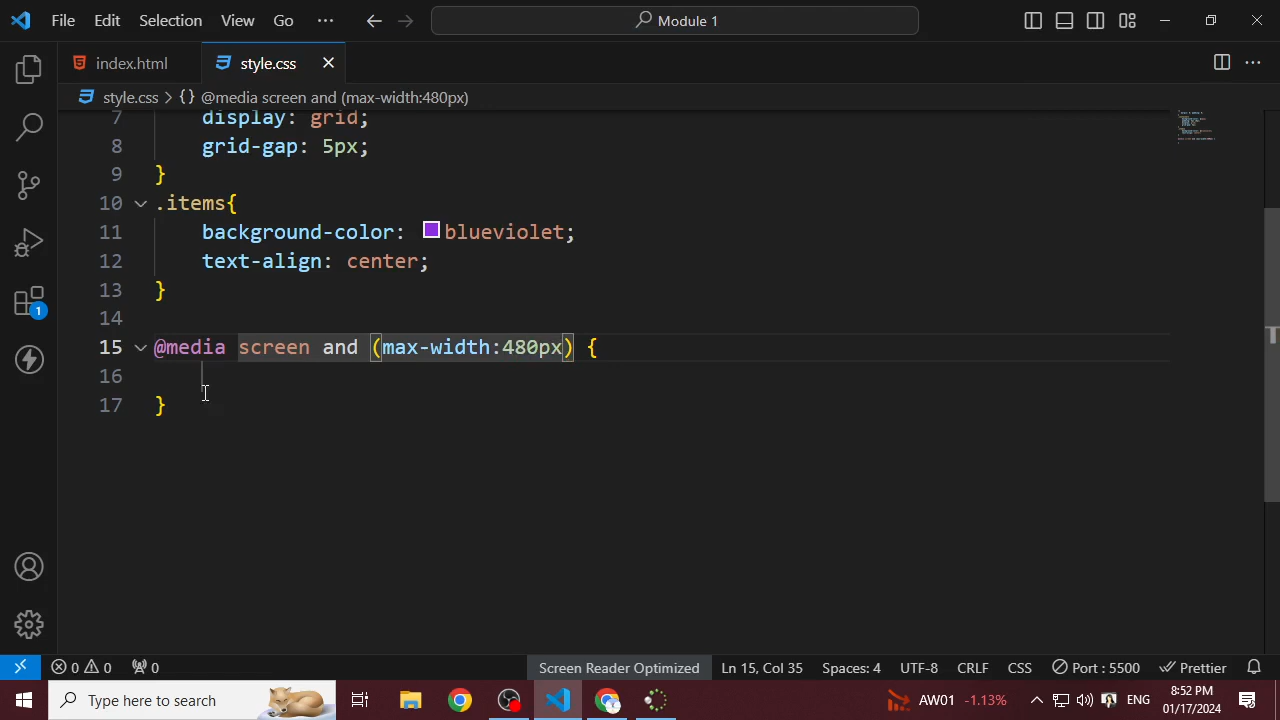 File Edit Selection View Go ··· Module 1
index.html style.css
style.css > {} @media screen and (max-width:480px)
7 display: grid;
8 grid-gap: 5px;
9 }
10 .items{
11 background-color: blueviolet;
12 text-align: center;
13 }
14
15 @media screen and (max-width:480px) {
16
17 }
1
0 0 0 Screen Reader Optimized Ln 15, Col 35 Spaces: 4 UTF-8 CRLF CSS Port : 5500 Prettier
Type here to search AW01 -1.13% ENG 8:52 PM
01/17/2024